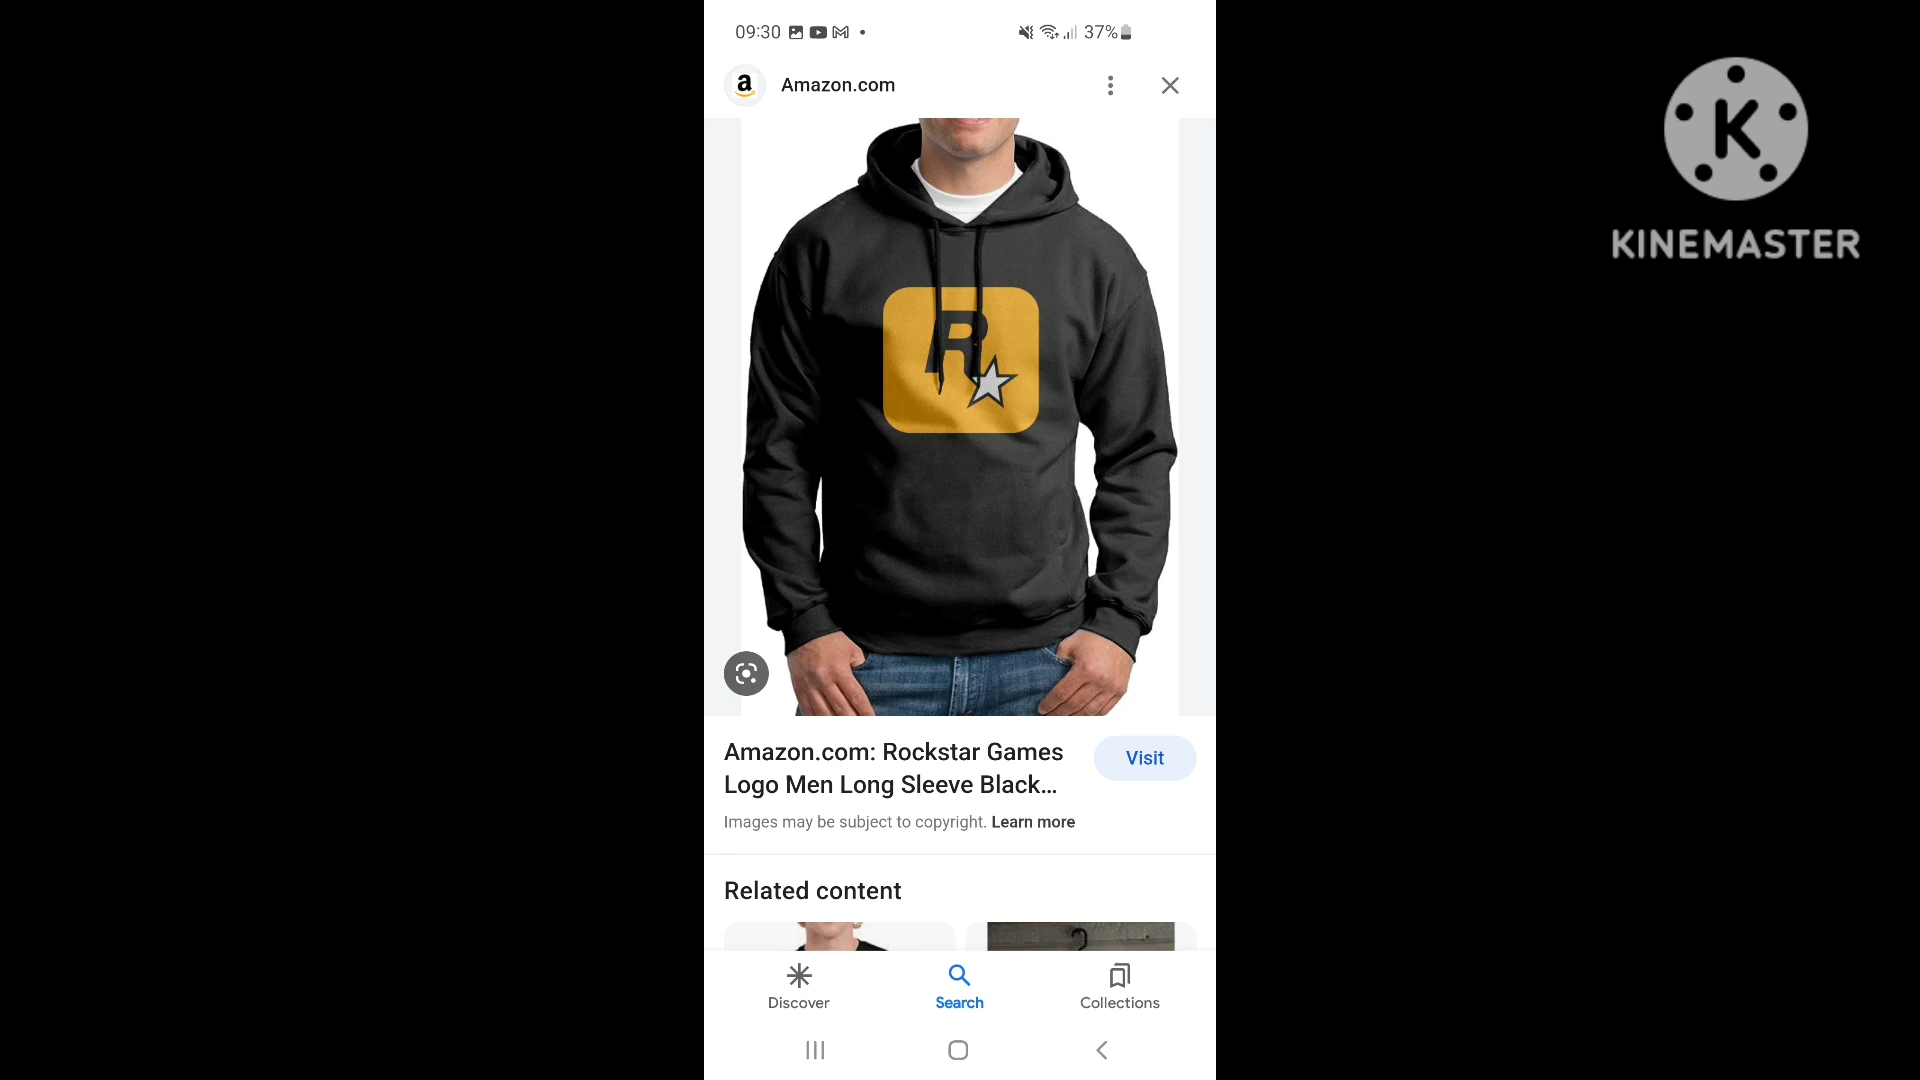 09:30
37%
a
Amazon.com
K
KINEMASTER
R
Amazon.com: Rockstar Games
Logo Men Long Sleeve Black...
Visit
Images may be subject to copyright. Learn more
Related content
Discover
Search
Collections